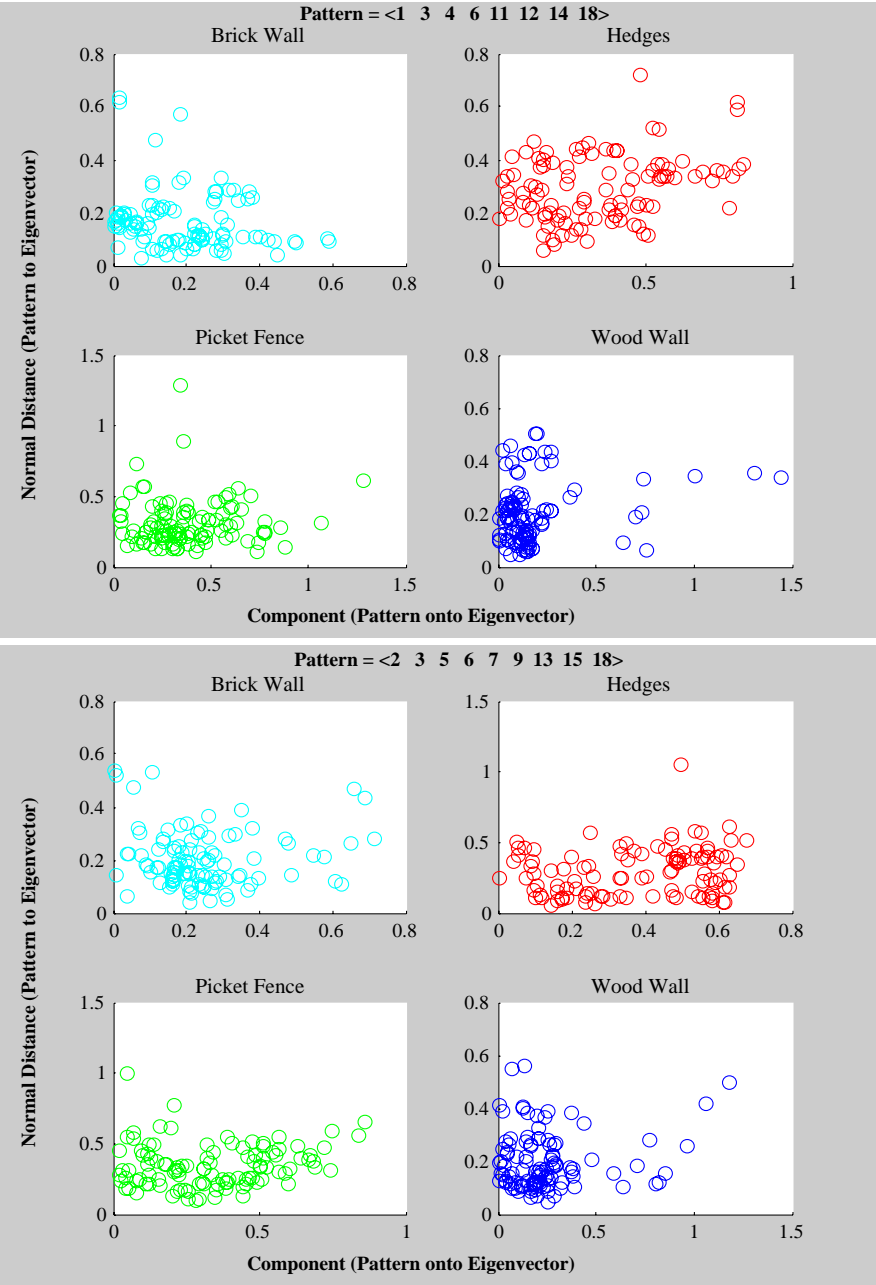 Pattern = <1 3 4 6 11 12 14 18>
Brick Wall
Hedges
0.8
0.6
0.4
0.2
0
0 0.2 0.4 0.6 0.8
0.8
0.6
0.4
0.2
0
0 0.5 1
Normal Distance (Pattern to Eigenvector)
Picket Fence
Wood Wall
1.5
1
0.5
0
0 0.5 1 1.5
0.8
0.6
0.4
0.2
0
0 0.5 1 1.5
Component (Pattern onto Eigenvector)
Pattern = <2 3 5 6 7 9 13 15 18>
Brick Wall
Hedges
0.8
0.6
0.4
0.2
0
0 0.2 0.4 0.6 0.8
1.5
1
0.5
0
0 0.2 0.4 0.6 0.8
Normal Distance (Pattern to Eigenvector)
Picket Fence
Wood Wall
1.5
1
0.5
0
0 0.5 1
0.8
0.6
0.4
0.2
0
0 0.5 1 1.5
Component (Pattern onto Eigenvector)